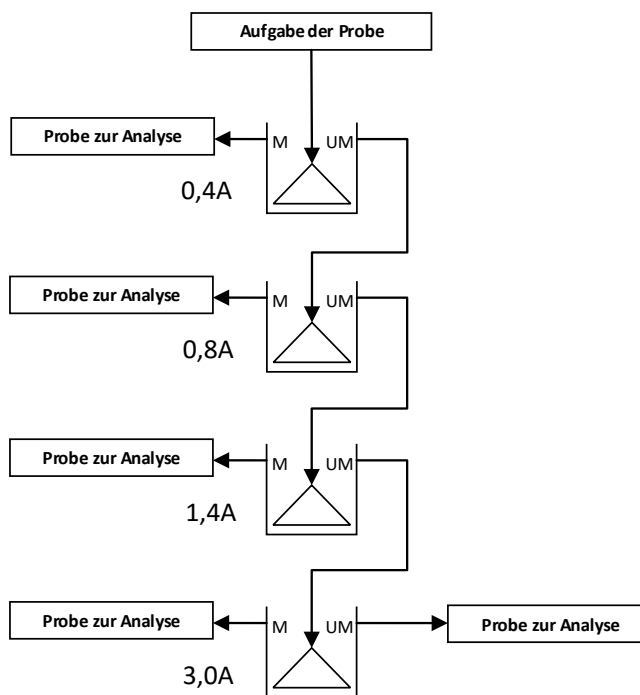 Aufgabe der Probe
Probe zur Analyse
M
UM
0,4A
Probe zur Analyse
M
UM
0,8A
Probe zur Analyse
M
UM
1,4A
Probe zur Analyse
M
UM
Probe zur Analyse
3,0A